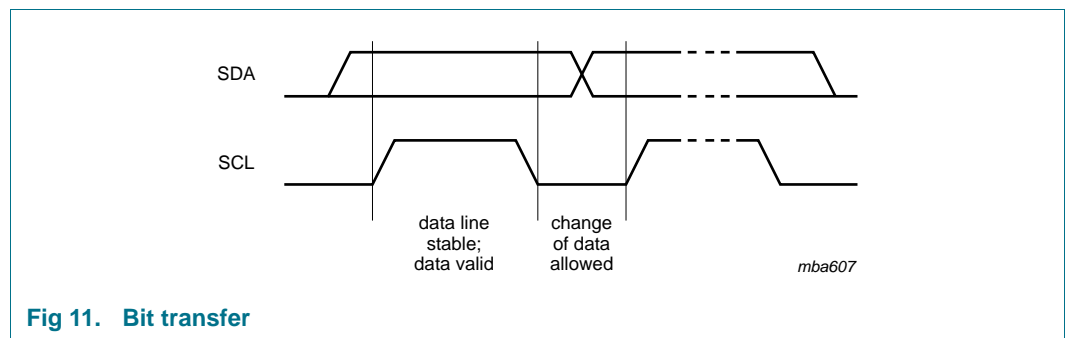 SDA
SCL
data line
stable;
data valid
change
of data
allowed
mba607
Fig 11. Bit transfer